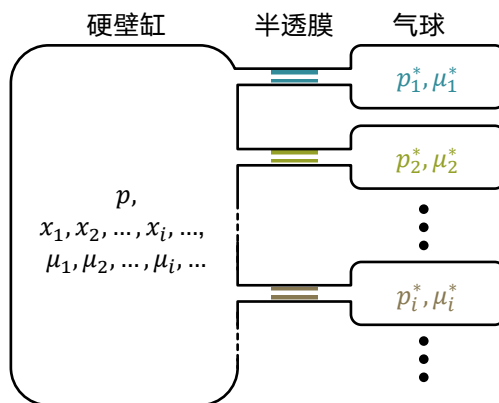 硬壁缸 半透膜 气球
p₁*, μ₁*
p₂*, μ₂*
p,
x₁, x₂, …, xᵢ, …,
μ₁, μ₂, …, μᵢ, …
pᵢ*, μᵢ*